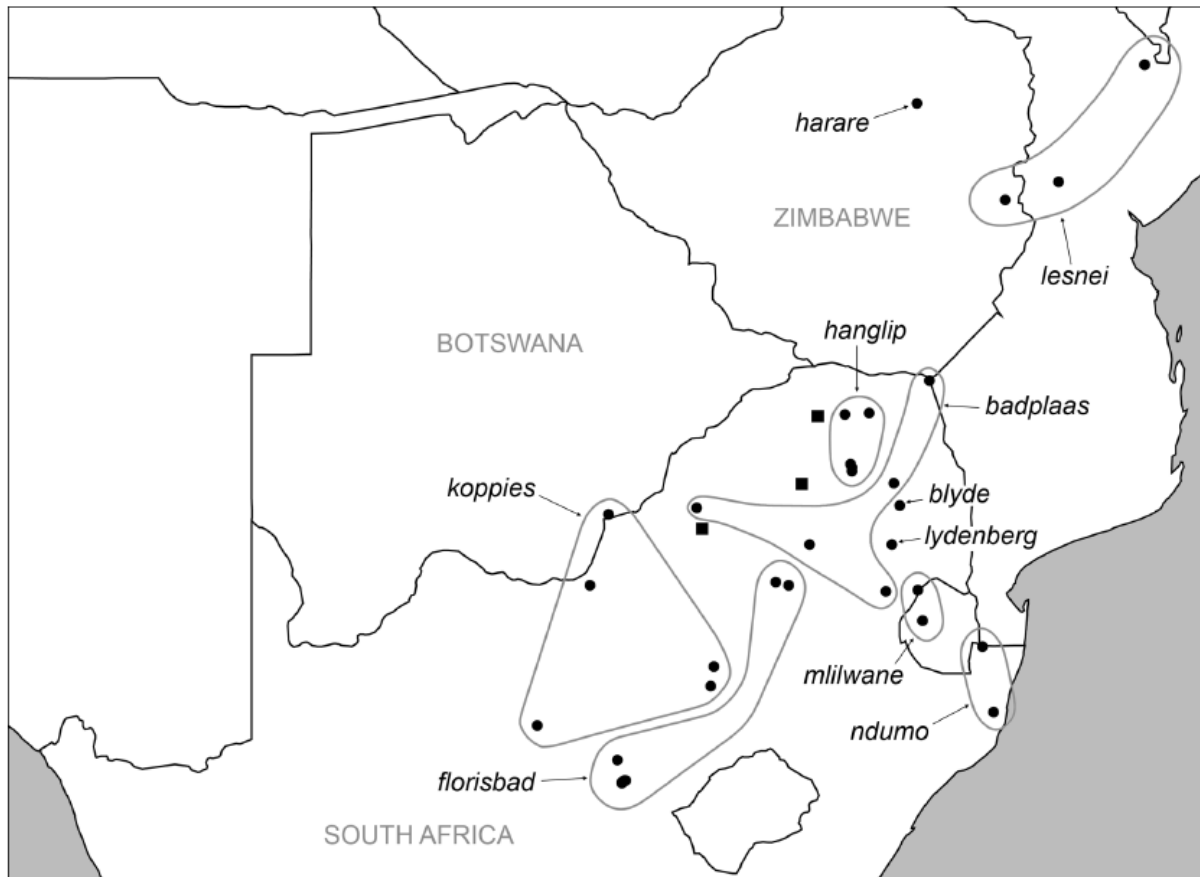 harare
ZIMBABWE
lesnei
hanglip
BOTSWANA
badplaas
koppies
blyde
lydenberg
mlilwane
ndumo
florisbad
SOUTH AFRICA